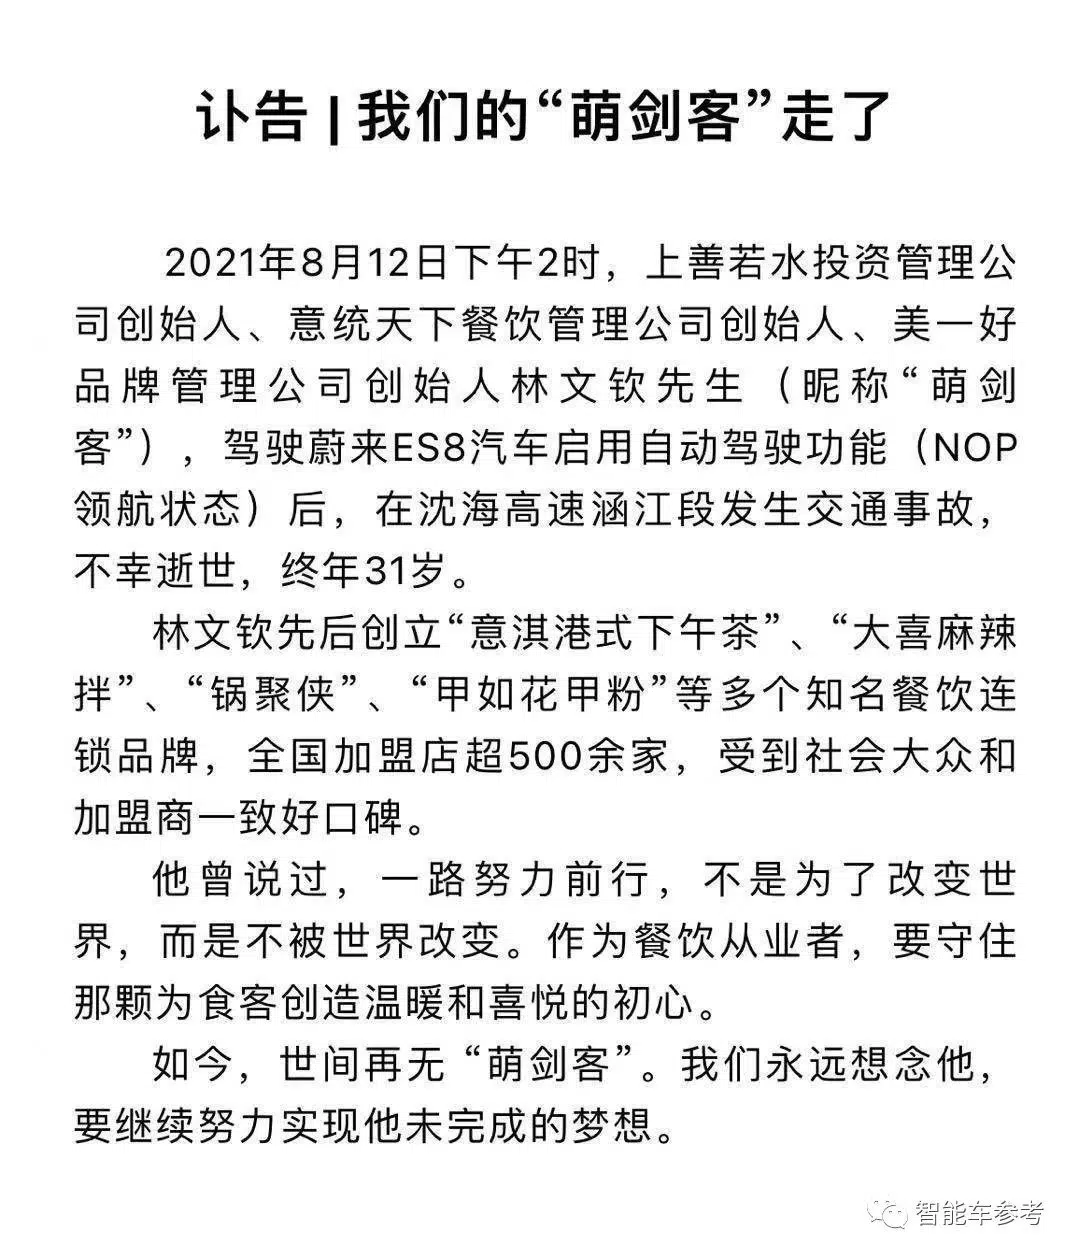 讣告 | 我们的“萌剑客”走了
2021年8月12日下午2时，上善若水投资管理公
司创始人、意统天下餐饮管理公司创始人、美一好
品牌管理公司创始人林文钦先生（昵称“萌剑
客”），驾驶蔚来ES8汽车启用自动驾驶功能（NOP
领航状态）后，在沈海高速涵江段发生交通事故，
不幸逝世，终年31岁。
林文钦先后创立“意淇港式下午茶”、“大喜麻辣
拌”、“锅聚侠”、“甲如花甲粉”等多个知名餐饮连
锁品牌，全国加盟店超500余家，受到社会大众和
加盟商一致好口碑。
他曾说过，一路努力前行，不是为了改变世
界，而是不被世界改变。作为餐饮从业者，要守住
那颗为食客创造温暖和喜悦的初心。
如今，世间再无 “萌剑客”。我们永远想念他，
要继续努力实现他未完成的梦想。
智能车参考